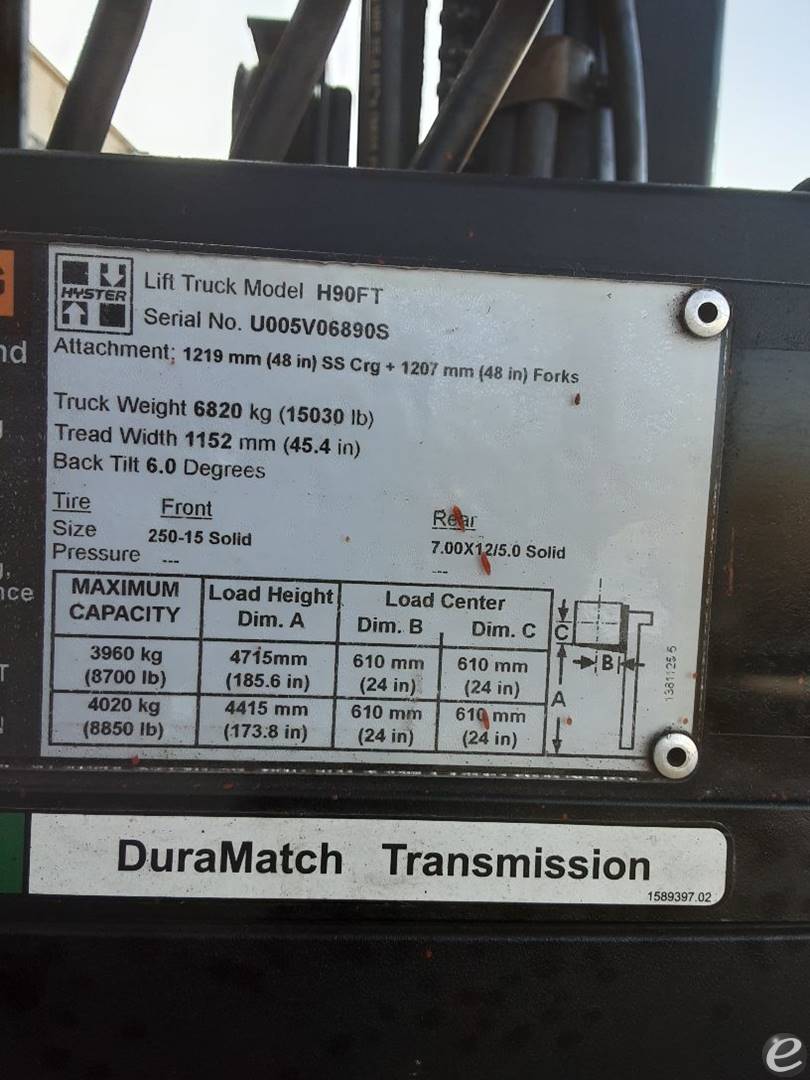 HYSTER
Lift Truck Model H90FT
Serial No. U005V06890S
Attachment; 1219 mm (48 in) SS Crg + 1207 mm (48 in) Forks
Truck Weight 6820 kg (15030 lb)
Tread Width 1152 mm (45.4 in)
Back Tilt 6.0 Degrees
Tire Front Rear
Size 250-15 Solid 7.00X12/5.0 Solid
Pressure --- ---
MAXIMUM CAPACITY Load Height Dim. A Load Center Dim. B Dim. C
3960 kg 4715mm 610 mm 610 mm
(8700 lb) (185.6 in) (24 in) (24 in)
4020 kg 4415 mm 610 mm 610 mm
(8850 lb) (173.8 in) (24 in) (24 in)
C
B
A
DuraMatch Transmission
1589397.02
e